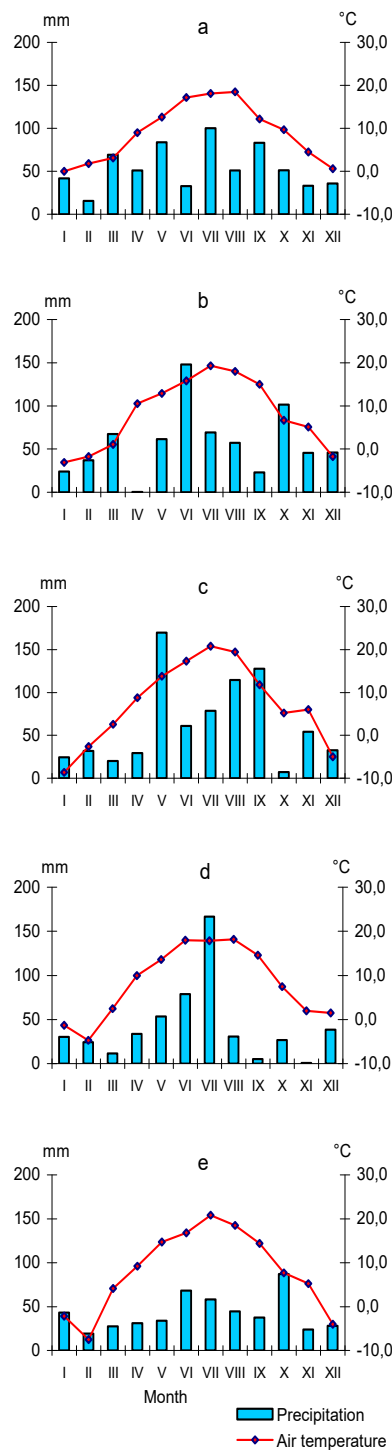 mm a °C
200 30,0
150 20,0
100 10,0
50 0,0
0 -10,0
I II III IV V VI VII VIII IX X XI XII
mm b °C
200 30,0
150 20,0
100 10,0
50 0,0
0 -10,0
I II III IV V VI VII VIII IX X XI XII
mm c °C
200 30,0
150 20,0
100 10,0
50 0,0
0 -10,0
I II III IV V VI VII VIII IX X XI XII
mm d °C
200 30,0
150 20,0
100 10,0
50 0,0
0 -10,0
I II III IV V VI VII VIII IX X XI XII
mm e °C
200 30,0
150 20,0
100 10,0
50 0,0
0 -10,0
I II III IV V VI VII VIII IX X XI XII
Month
Precipitation
Air temperature